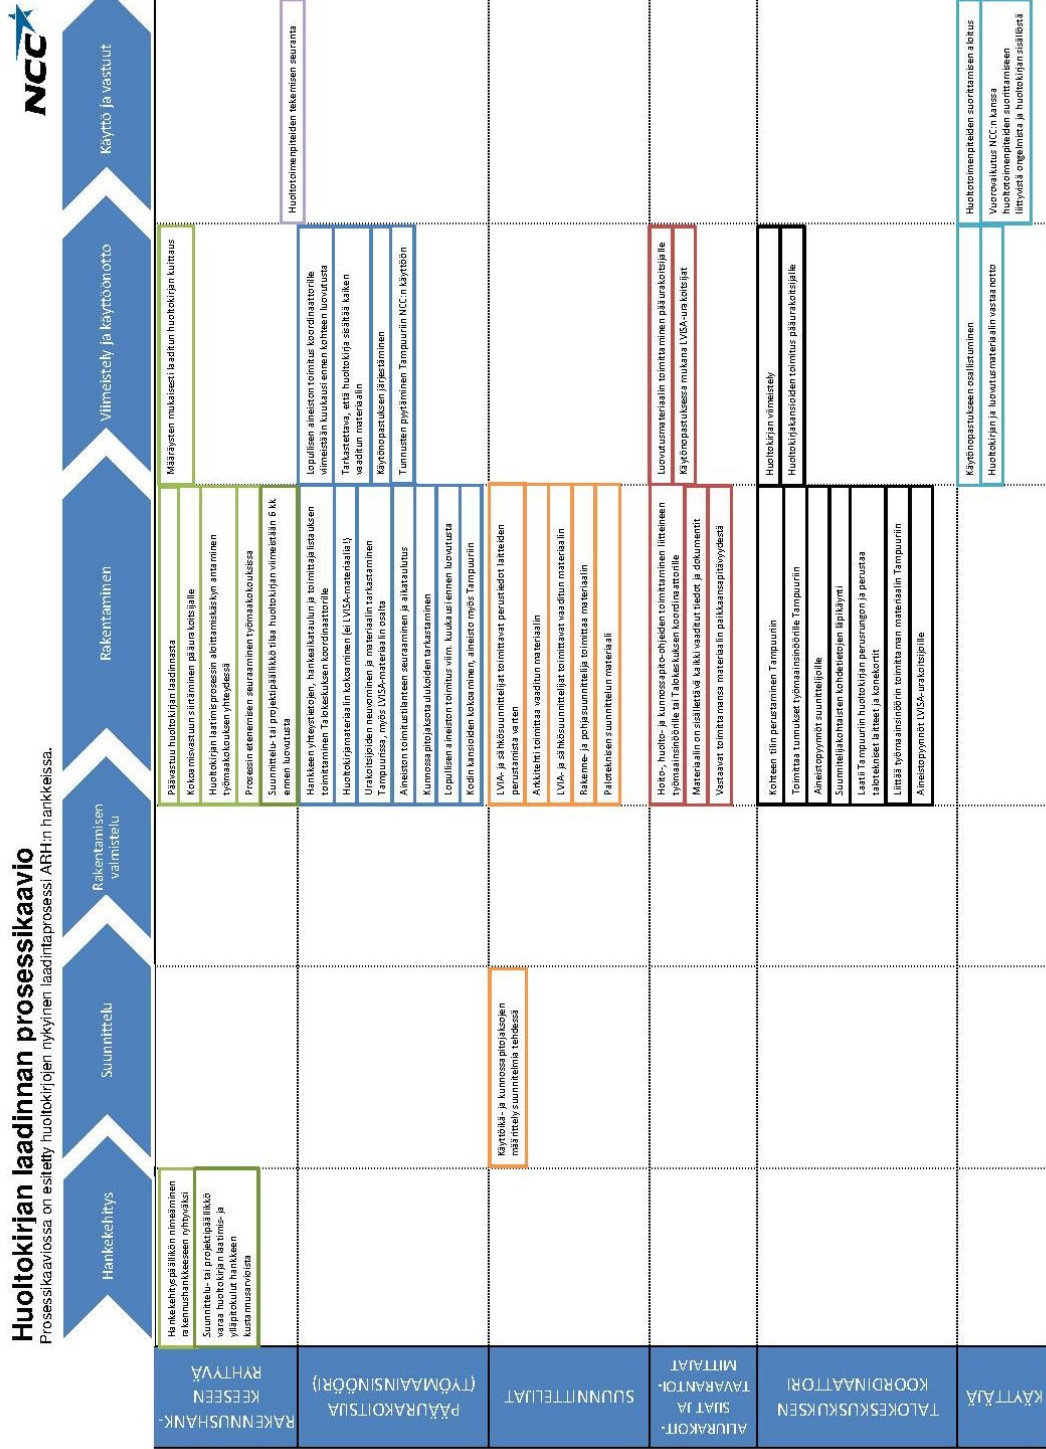 NCC
Huoltokirjan laadinnan prosessikaavio
Prosessikaaviossa on esitetty huoltokirjojen nykyinen laadintaprosessi ARH:n hankkeissa.
Hankekehitys
Suunnittelu
Rakentamisen
valmistelu
Rakentaminen
Viimeistely ja käyttöönotto
Käyttö ja vastuut
RAKENNUSHANK-
KEESEEN
RYHTYVÄ
Hankekehityspäällikön nimeäminen
rakennushankkeeseen ryhtyväksi
Suunnittelu- tai projektipäällikkö
varaa huoltokirjan laatimis- ja
ylläpitokulut hankkeen
kustannusarvioista
Päävastuu huoltokirjan laadinnasta
Kokoamisvastuun siirtäminen pääurakoitsijalle
Huoltokirjan laatimisprosessin aloittamiskäskyn antaminen
työmaakokouksen yhteydessä
Prosessin etenemisen seuraaminen työmaakokouksissa
Suunnittelu- tai projektipäällikkö tilaa huoltokirjan viimeistään 6 kk
ennen luovutusta
Määräysten mukaisesti laaditun huoltokirjan kuittaus
Huoltotoimenpiteiden tekemisen seuranta
PÄÄURAKOITSIJA
(TYÖMAAINSINÖÖRI)
Hankkeen yhteystietojen, hankeaikataulun ja toimittajalistauksen
toimittaminen Talokeskuksen koordinaattorille
Huoltokirjamateriaalin kokoaminen (ei LVISA-materiaalia!)
Urakoitsijoiden neuvominen ja materiaalin tarkastaminen
Tampuurissa, myös LVISA-materiaalin osalta
Aineiston toimitustilanteen seuraaminen ja aikataulutus
Kunnossapitojaksotaulukoiden tarkastaminen
Lopullisen aineiston toimitus viim. kuukausi ennen luovutusta
Kodin kansioiden kokoaminen, aineisto myös Tampuuriin
Lopullisen aineiston toimitus koordinaattorille
viimeistään kuukausi ennen kohteen luovutusta
Tarkastettava, että huoltokirja sisältää kaiken
vaaditun materiaalin
Käytönopastuksen järjestäminen
Tunnusten pyytäminen Tampuuriin NCC:n käyttöön
SUUNNITTELIJAT
Käyttöikä- ja kunnossapitojaksojen
määrittely suunnitelmia tehdessä
LVIA- ja sähkösuunnittelijat toimittavat perustiedot laitteiden
perustamista varten
Arkkitehti toimittaa vaaditun materiaalin
LVIA- ja sähkösuunnittelijat toimittavat vaaditun materiaalin
Rakenne- ja pohjasuunnittelija toimittaa materiaalin
Paloteknisen suunnittelun materiaali
ALIURAKOIT-
SIJAT JA
TAVARANTOI-
MITTAJAT
Hoito-, huolto- ja kunnossapito-ohjeiden toimittaminen liitteineen
työmaainsinöörille tai Talokeskuksen koordinaattorille
Materiaalin on sisällettävä kaikki vaaditut tiedot ja dokumentit
Vastaavat toimittamansa materiaalin paikkaansapitävyydestä
Luovutusmateriaalin toimittaminen pääurakoitsijalle
Käytönopastuksessa mukana LVISA-urakoitsijat
TALOKESKUKSEN
KOORDINAATTORI
Kohteen tilin perustaminen Tampuuriin
Toimittaa tunnukset työmaainsinöörille Tampuuriin
Aineistopyynnöt suunnittelijoille
Suunnittelijakohtaisten kohdetietojen läpikäynti
Laatii Tampuuriin huoltokirjan perusrungon ja perustaa
talotekniset laitteet ja konekortit
Liittää työmaainsinöörin toimittaman materiaalin Tampuuriin
Aineistopyynnöt LVISA-urakoitsijoille
Huoltokirjan viimeistely
Huoltokirjakansioiden toimitus pääurakoitsijalle
KÄYTTÄJÄ
Käytönopastukseen osallistuminen
Huoltokirjan ja luovutusmateriaalin vastaanotto
Huoltotoimenpiteiden suorittamisen aloitus
Vuorovaikutus NCC:n kanssa
huoltotoimenpiteiden suorittamiseen
liittyvistä ongelmista ja huoltokirjan sisällöstä